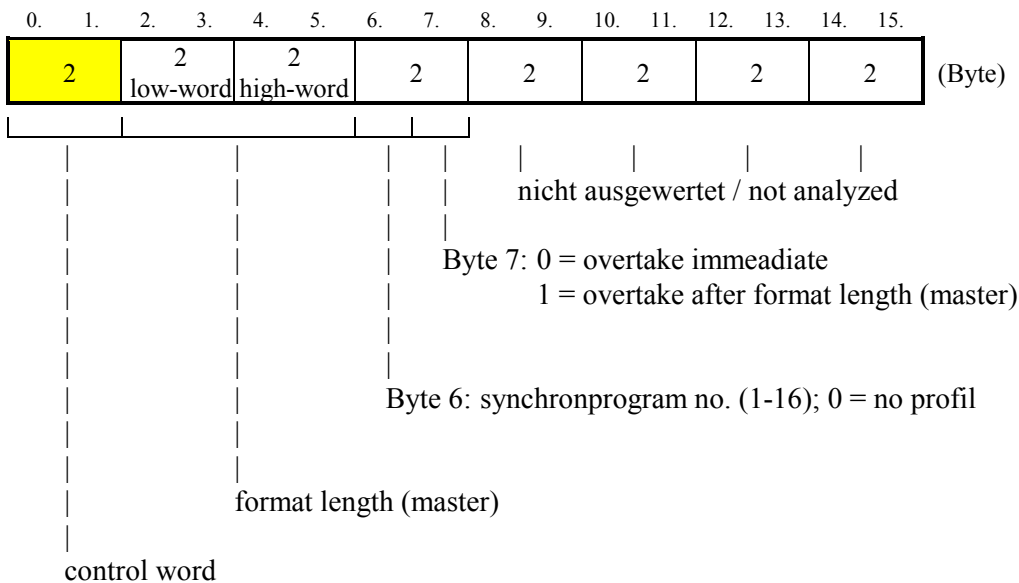 0. 1. 2. 3. 4. 5. 6. 7. 8. 9. 10. 11. 12. 13. 14. 15.
2 2 2 2 2 2 2 2 (Byte)
low-word high-word
nicht ausgewertet / not analyzed
Byte 7: 0 = overtake immeadiate
1 = overtake after format length (master)
Byte 6: synchronprogram no. (1-16); 0 = no profil
format length (master)
control word